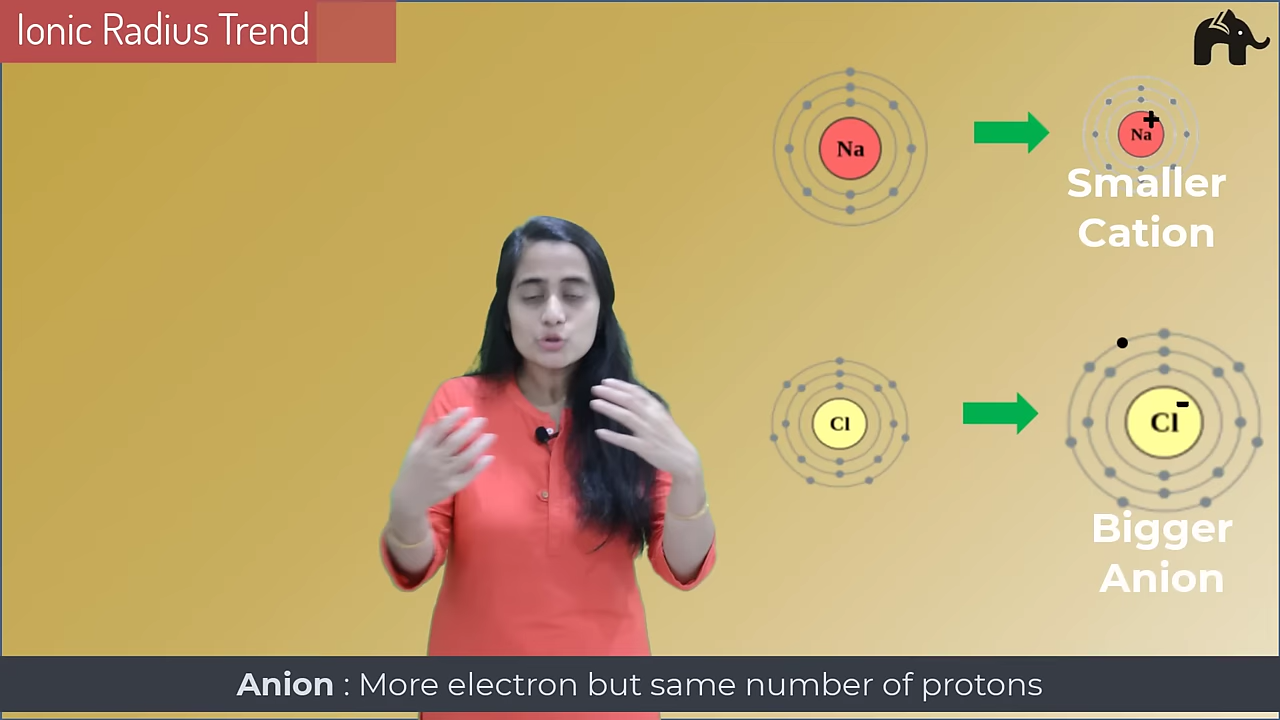 Ionic Radius Trend
Na
Na
+
Smaller
Cation
Cl
Cl
-
Bigger
Anion
Anion : More electron but same number of protons